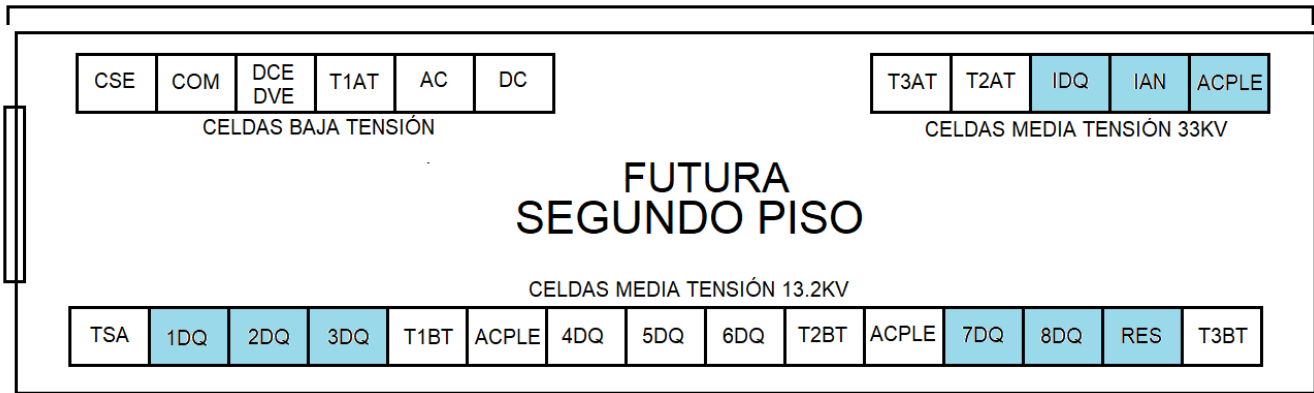 CSE COM DCE DVE T1AT AC DC
CELDAS BAJA TENSIÓN
T3AT T2AT IDQ IAN ACPLE
CELDAS MEDIA TENSIÓN 33KV
FUTURA
SEGUNDO PISO
CELDAS MEDIA TENSIÓN 13.2KV
TSA 1DQ 2DQ 3DQ T1BT ACPLE 4DQ 5DQ 6DQ T2BT ACPLE 7DQ 8DQ RES T3BT